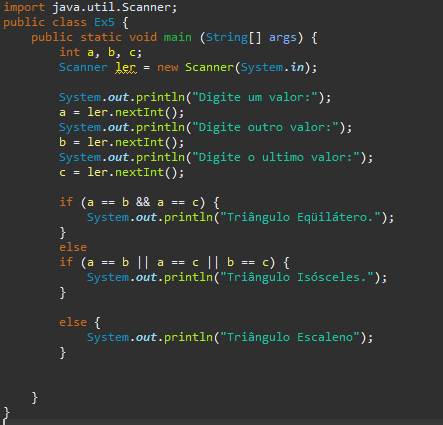 import java.util.Scanner;
public class Ex5 {
    public static void main (String[] args) {
        int a, b, c;
        Scanner ler = new Scanner(System.in);

        System.out.println("Digite um valor:");
        a = ler.nextInt();
        System.out.println("Digite outro valor:");
        b = ler.nextInt();
        System.out.println("Digite o ultimo valor:");
        c = ler.nextInt();

        if (a == b && a == c) {
            System.out.println("Triângulo Eqüilátero.");
        }
        else
        if (a == b || a == c || b == c) {
            System.out.println("Triângulo Isósceles.");
        }

        else {
            System.out.println("Triângulo Escaleno");
        }


    }
}